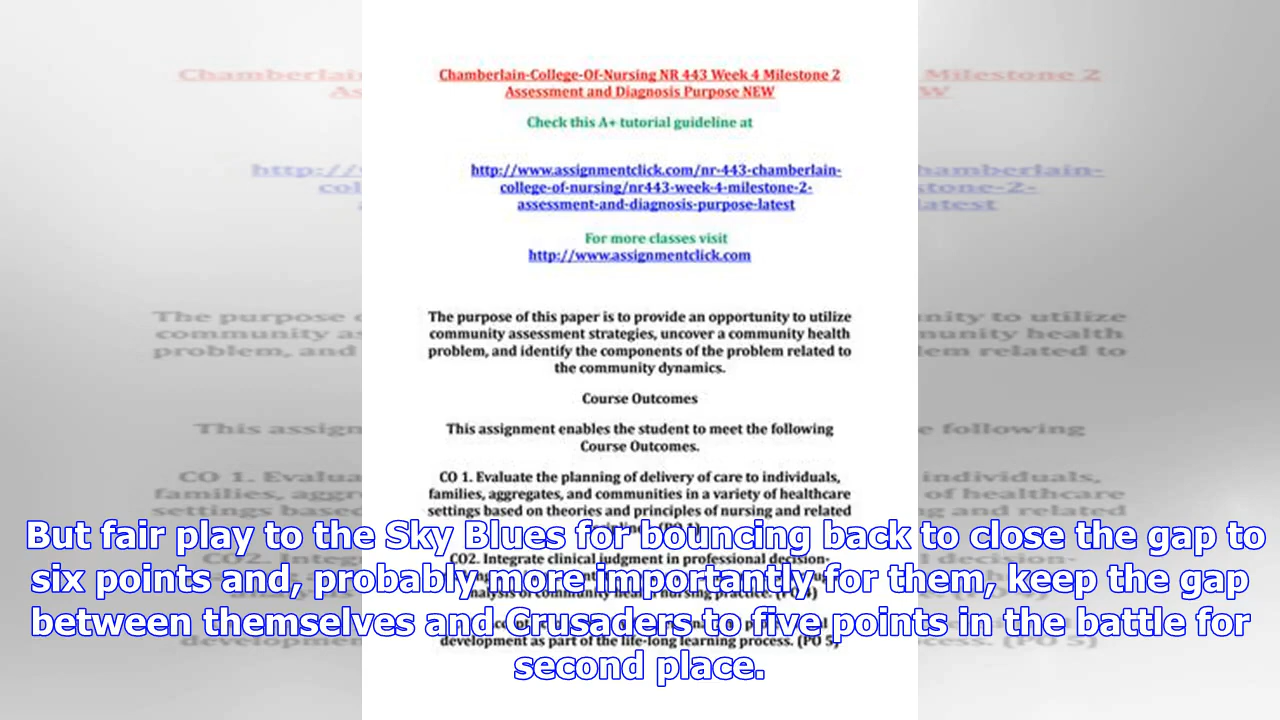 Chamberlain-College-Of-Nursing NR 443 Week 4 Milestone 2
Assessment and Diagnosis Purpose NEW
Check this A+ tutorial guideline at
http://www.assignmentclick.com/nr-443-chamberlain-
college-of-nursing/nr443-week-4-milestone-2-
assessment-and-diagnosis-purpose-latest
For more classes visit
http://www.assignmentclick.com
The purpose of this paper is to provide an opportunity to utilize
community assessment strategies, uncover a community health
problem, and identify the components of the problem related to
the community dynamics.
Course Outcomes
This assignment enables the student to meet the following
Course Outcomes.
CO 1. Evaluate the planning of delivery of care to individuals,
families, aggregates, and communities in a variety of healthcare
settings based on theories and principles of nursing and related
CO2. Integrate clinical judgment in professional decision-
development as part of the life-long learning process. (PO 5)
But fair play to the Sky Blues for bouncing back to close the gap to
six points and, probably more importantly for them, keep the gap
between themselves and Crusaders to five points in the battle for
second place.